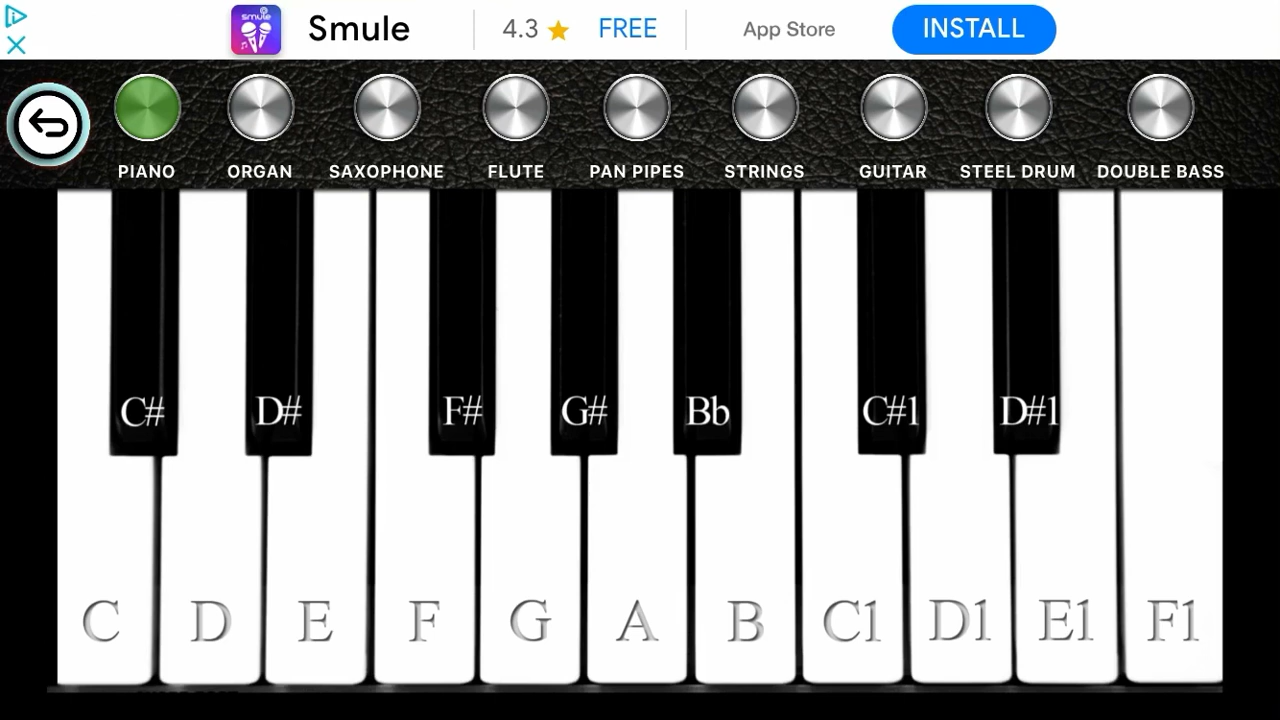 smule
Smule
4.3
FREE
App Store
INSTALL
PIANO
ORGAN
SAXOPHONE
FLUTE
PAN PIPES
STRINGS
GUITAR
STEEL DRUM
DOUBLE BASS
C# D# F# G# Bb C#1 D#1
C D E F G A B C1 D1 E1 F1